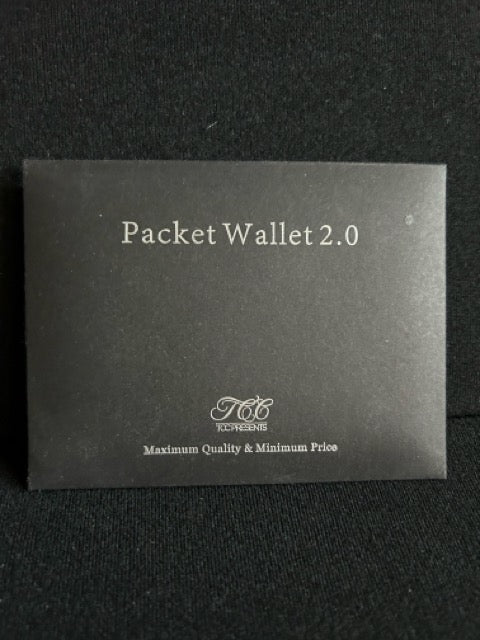 Packet Wallet 2.0
TCC
TCC PRESENTS
Maximum Quality & Minimum Price